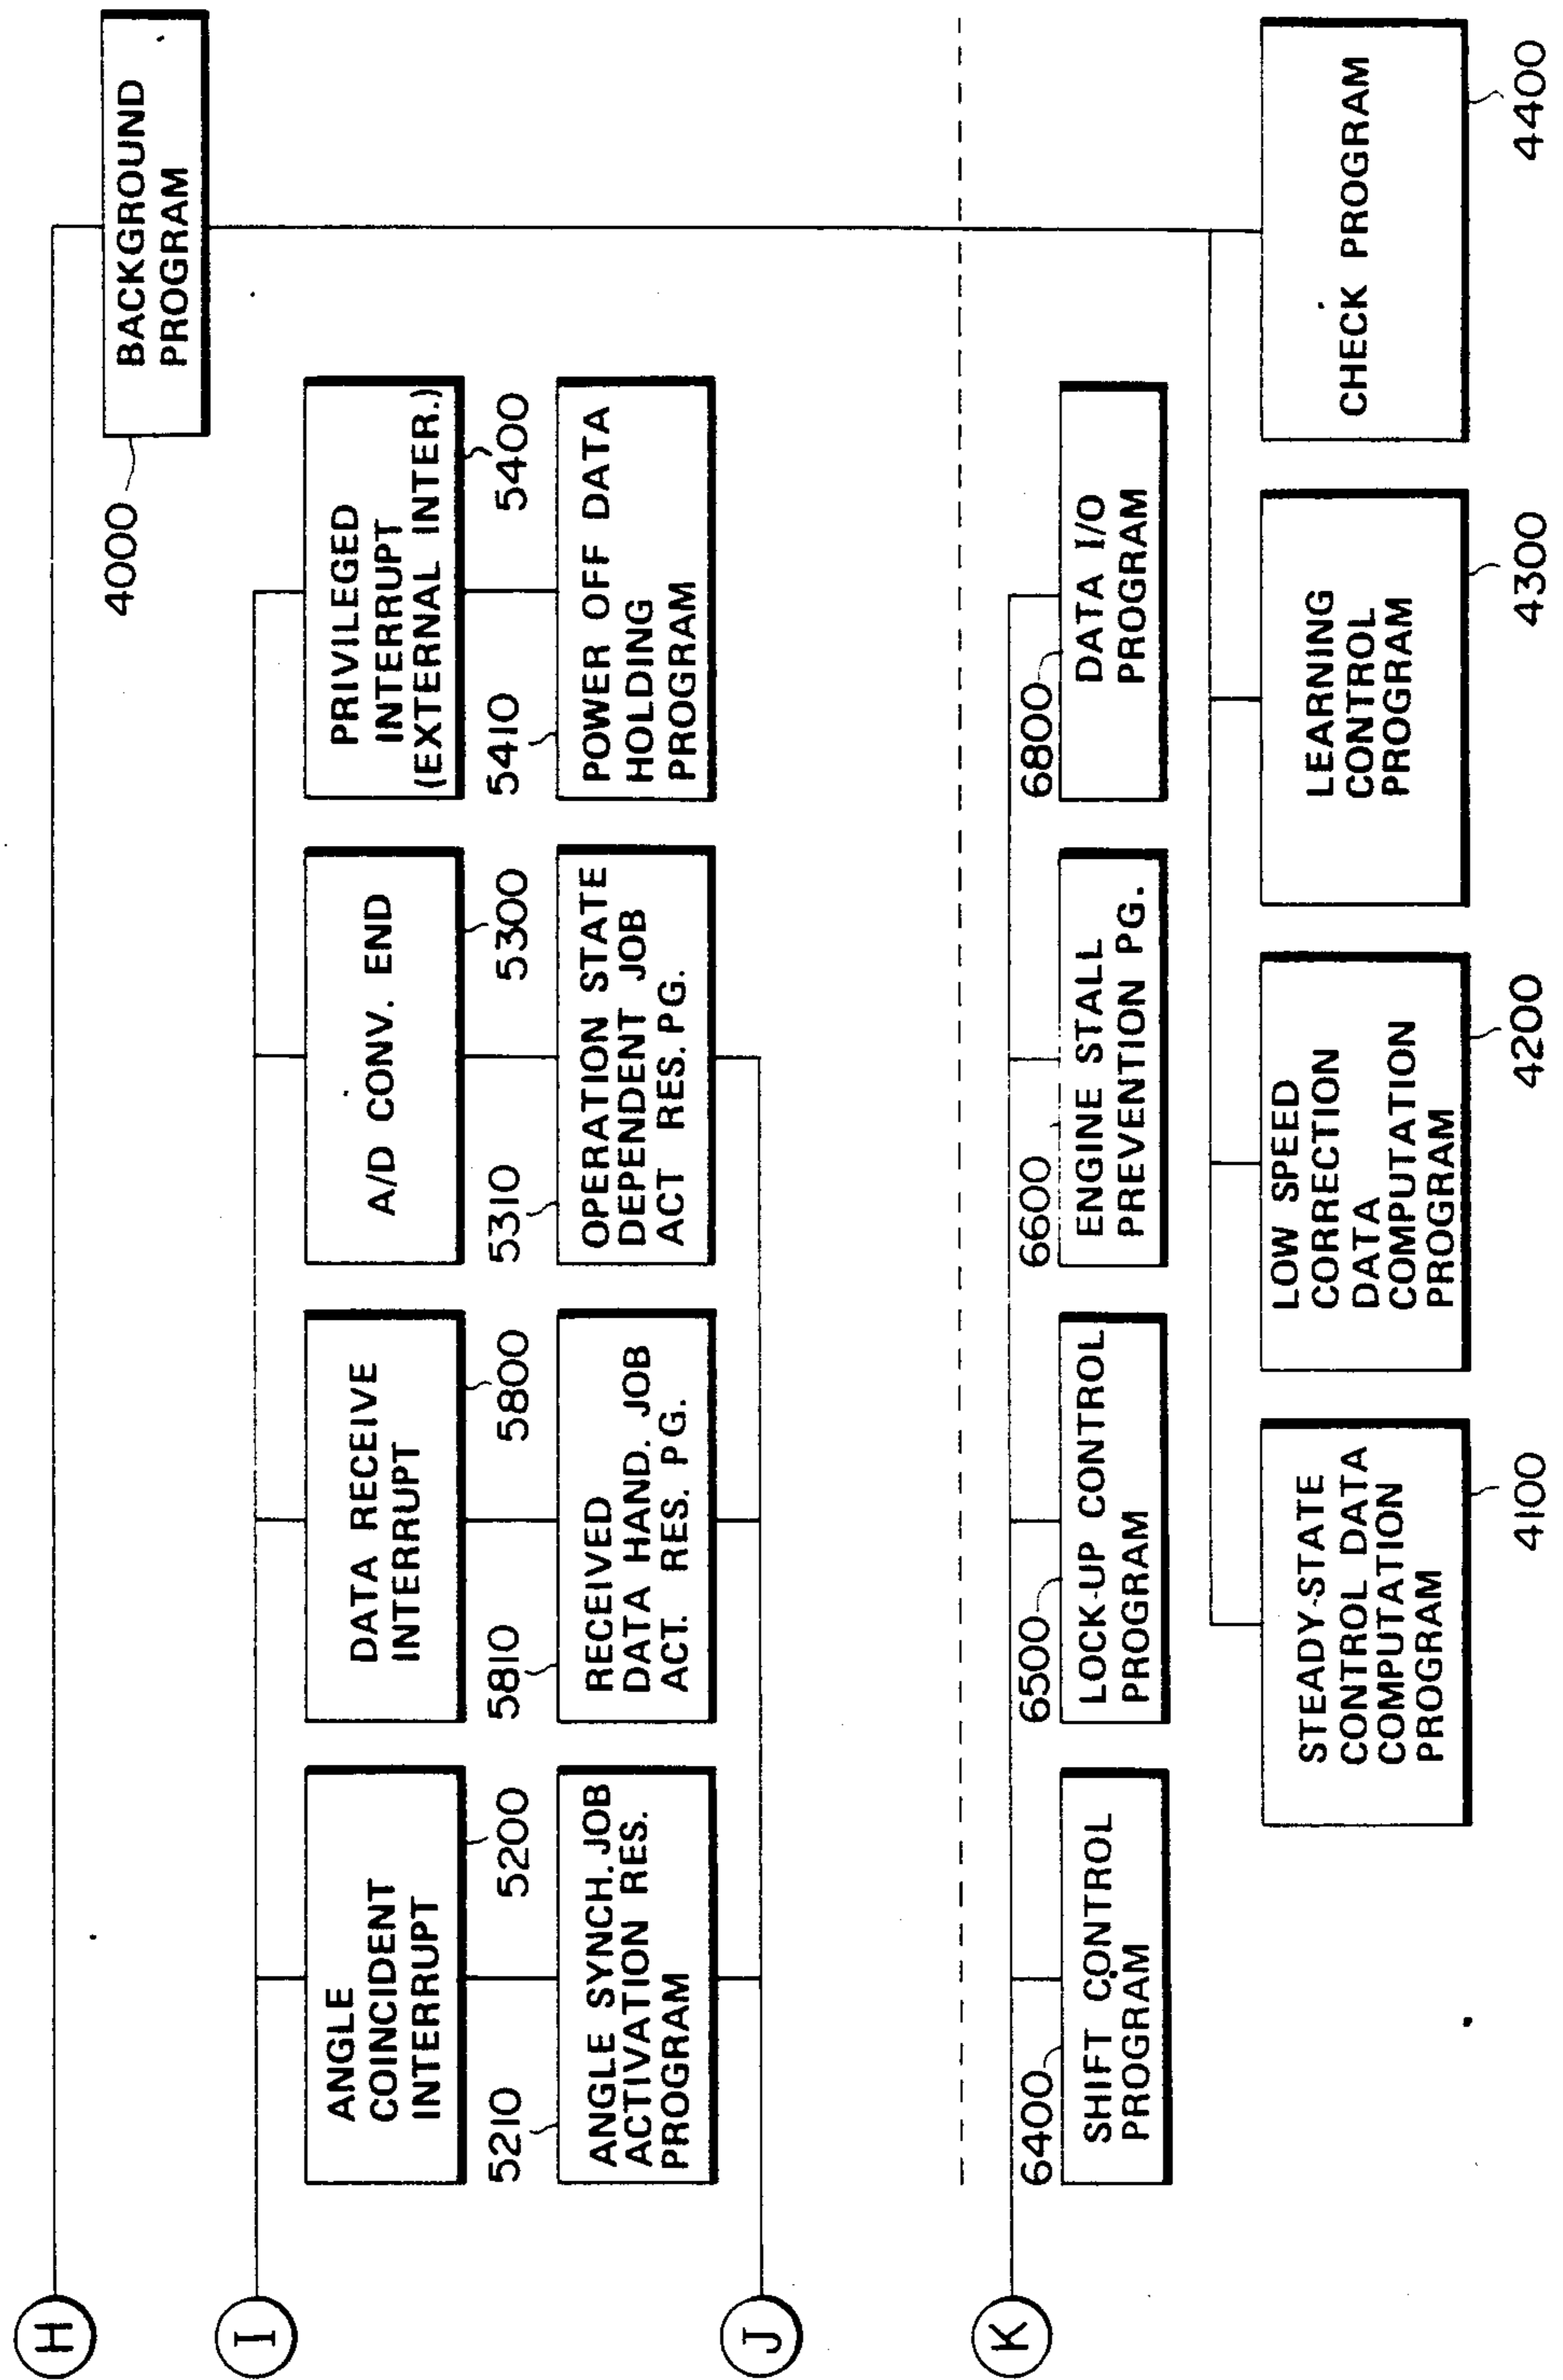 H
BACKGROUND
PROGRAM
4000
I
ANGLE
COINCIDENT
INTERRUPT
5200
DATA RECEIVE
INTERRUPT
5800
A/D CONV. END
5300
PRIVILEGED
INTERRUPT
(EXTERNAL INTER.)
5400
5210
ANGLE SYNCH. JOB
ACTIVATION RES.
PROGRAM
5810
RECEIVED
DATA HAND. JOB
ACT. RES. PG.
5310
OPERATION STATE
DEPENDENT JOB
ACT RES. PG.
5410
POWER OFF DATA
HOLDING
PROGRAM
J
K
6400
SHIFT CONTROL
PROGRAM
6500
LOCK-UP CONTROL
PROGRAM
6600
ENGINE STALL
PREVENTION PG.
6800
DATA I/O
PROGRAM
STEADY-STATE
CONTROL DATA
COMPUTATION
PROGRAM
4100
LOW SPEED
CORRECTION
DATA
COMPUTATION
PROGRAM
4200
LEARNING
CONTROL
PROGRAM
4300
CHECK PROGRAM
4400